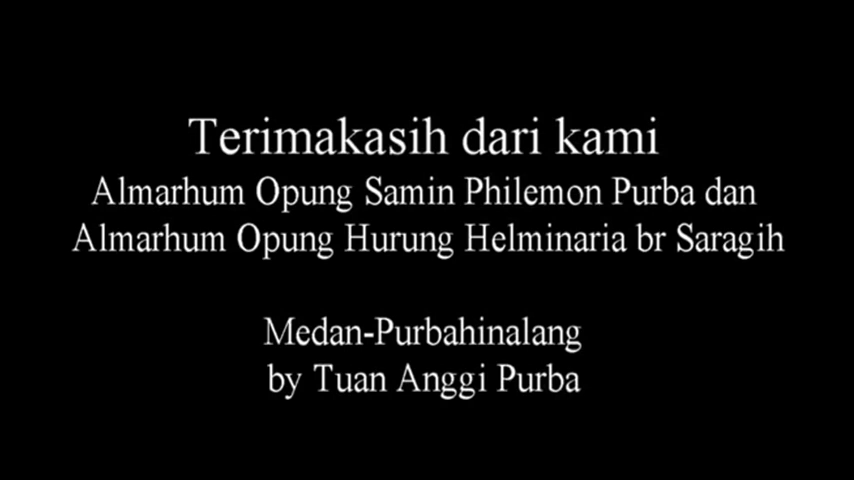 Terimakasih dari kami
Almarhum Opung Samin Philemon Purba dan
Almarhum Opung Hurung Helminaria br Saragih
Medan-Purbahinalang
by Tuan Anggi Purba